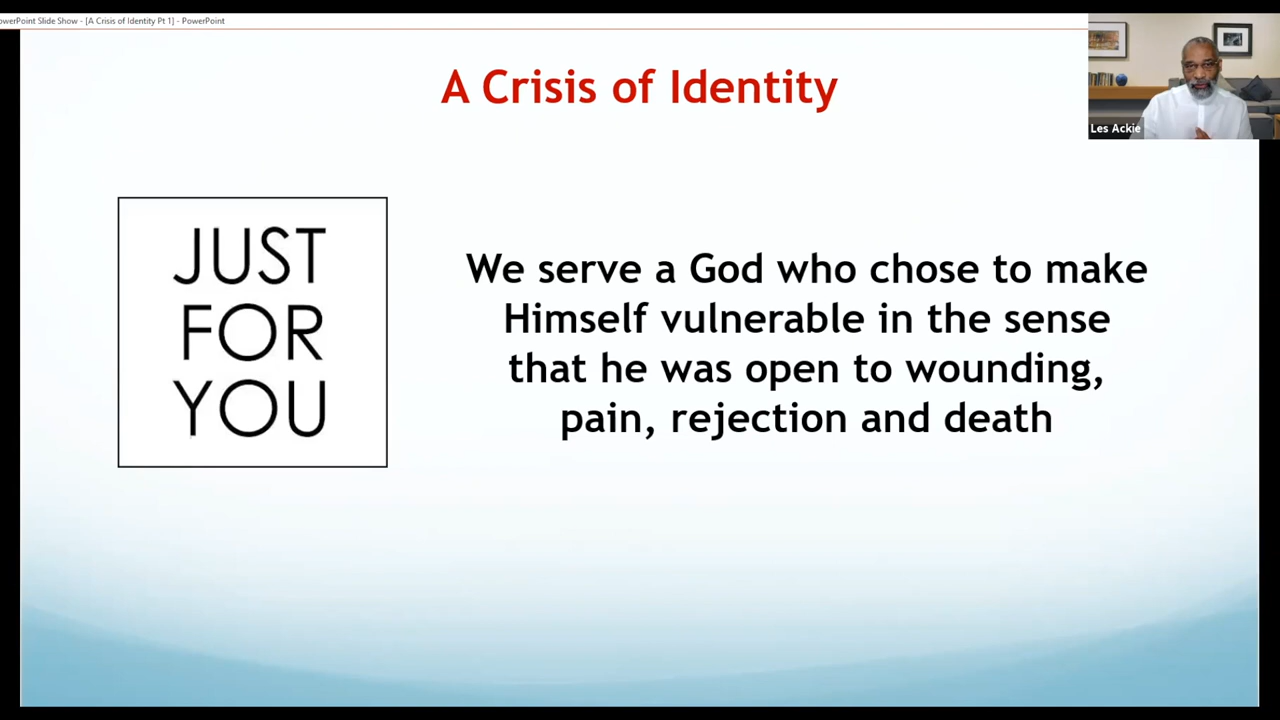 PowerPoint Slide Show - [A Crisis of Identity Pt 1] - PowerPoint
A Crisis of Identity
Les Ackie
JUST
FOR
YOU
We serve a God who chose to make
Himself vulnerable in the sense
that he was open to wounding,
pain, rejection and death